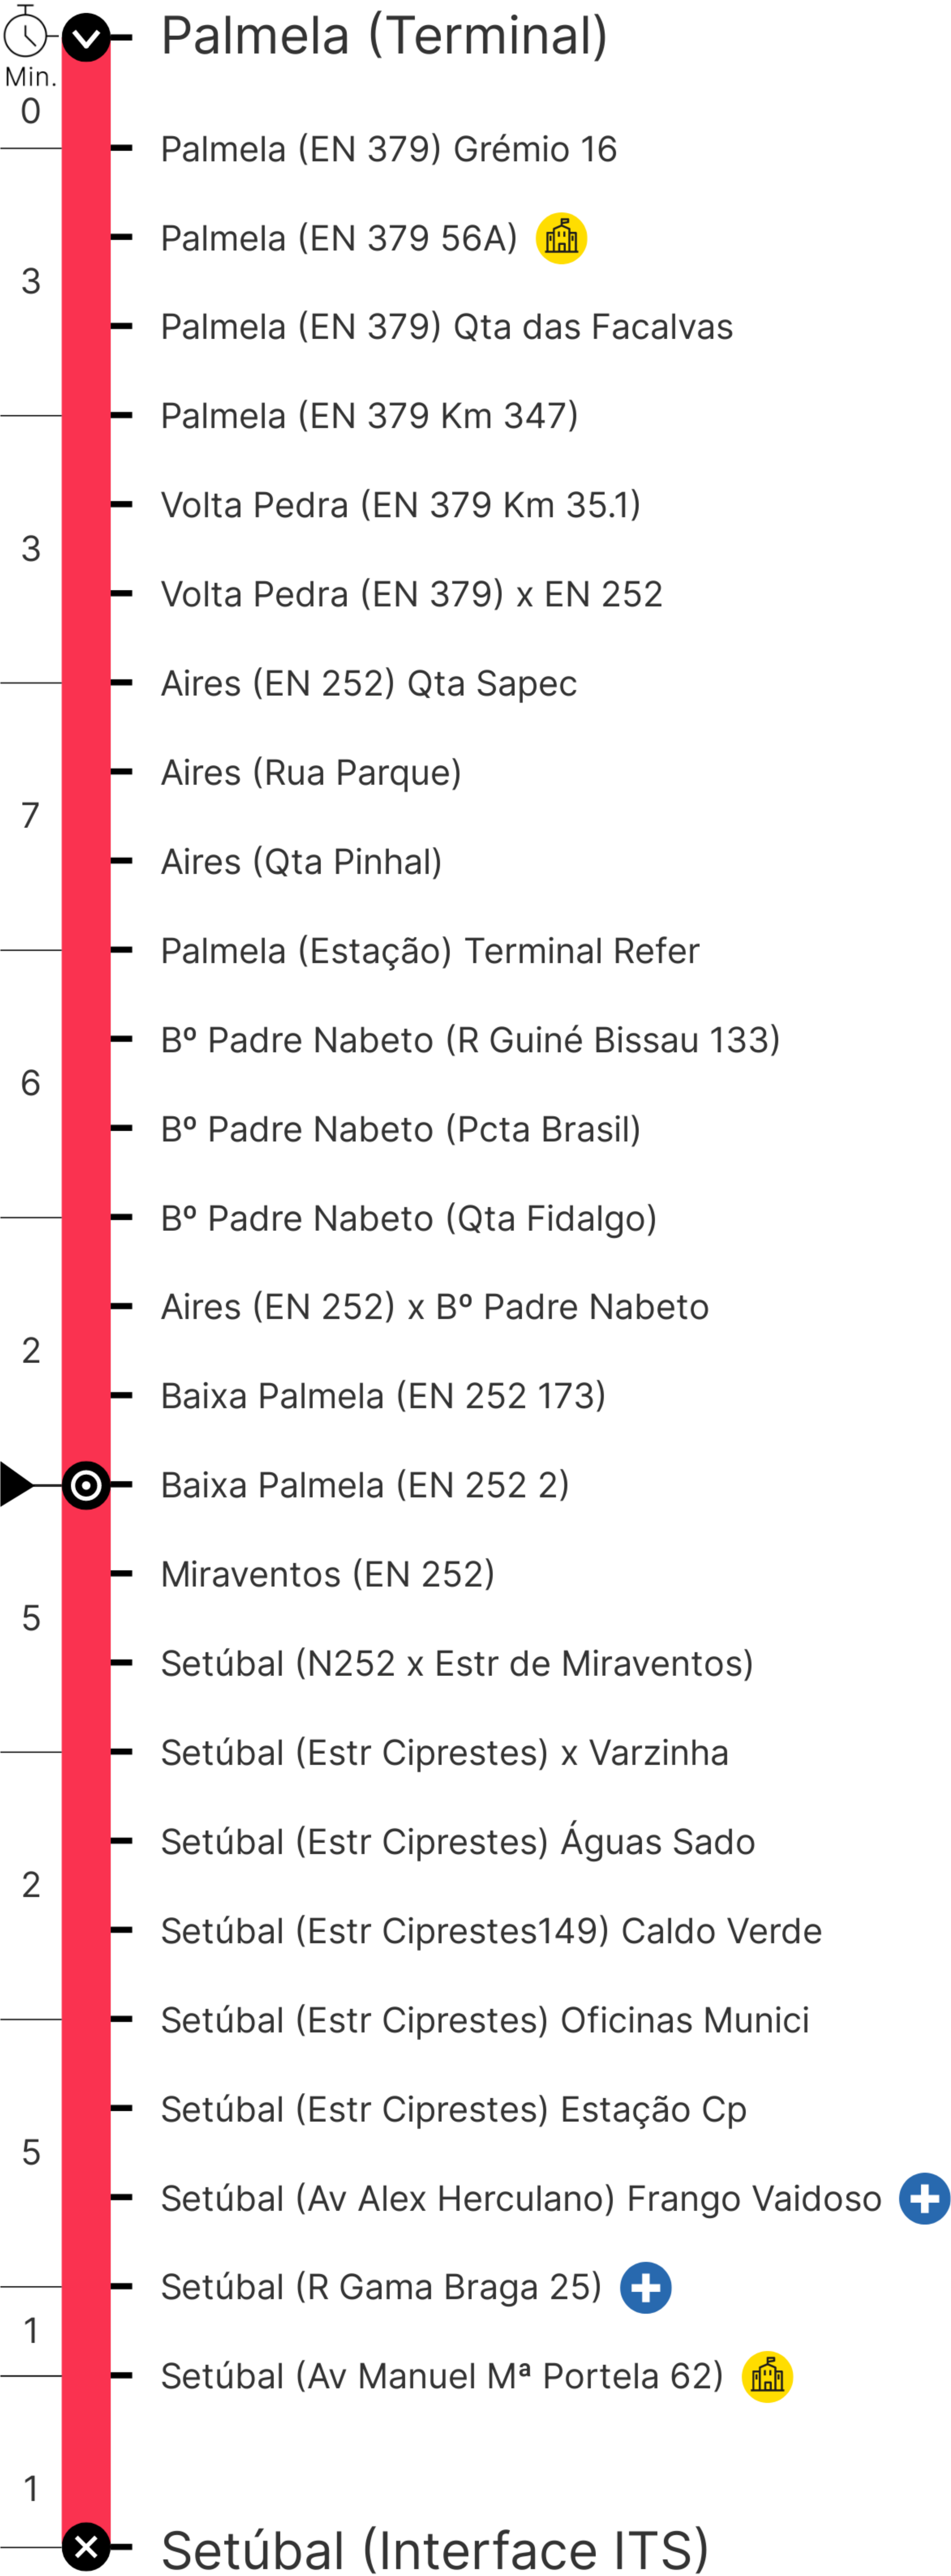 Palmela (Terminal)
Min.
0
Palmela (EN 379) Grémio 16
Palmela (EN 379 56A)
3
Palmela (EN 379) Qta das Facalvas
Palmela (EN 379 Km 347)
Volta Pedra (EN 379 Km 35.1)
3
Volta Pedra (EN 379) x EN 252
Aires (EN 252) Qta Sapec
Aires (Rua Parque)
7
Aires (Qta Pinhal)
Palmela (Estação) Terminal Refer
Bº Padre Nabeto (R Guiné Bissau 133)
6
Bº Padre Nabeto (Pcta Brasil)
Bº Padre Nabeto (Qta Fidalgo)
Aires (EN 252) x Bº Padre Nabeto
2
Baixa Palmela (EN 252 173)
Baixa Palmela (EN 252 2)
Miraventos (EN 252)
5
Setúbal (N252 x Estr de Miraventos)
Setúbal (Estr Ciprestes) x Varzinha
Setúbal (Estr Ciprestes) Águas Sado
2
Setúbal (Estr Ciprestes149) Caldo Verde
Setúbal (Estr Ciprestes) Oficinas Munici
Setúbal (Estr Ciprestes) Estação Cp
5
Setúbal (Av Alex Herculano) Frango Vaidoso
Setúbal (R Gama Braga 25)
1
Setúbal (Av Manuel Mª Portela 62)
1
Setúbal (Interface ITS)